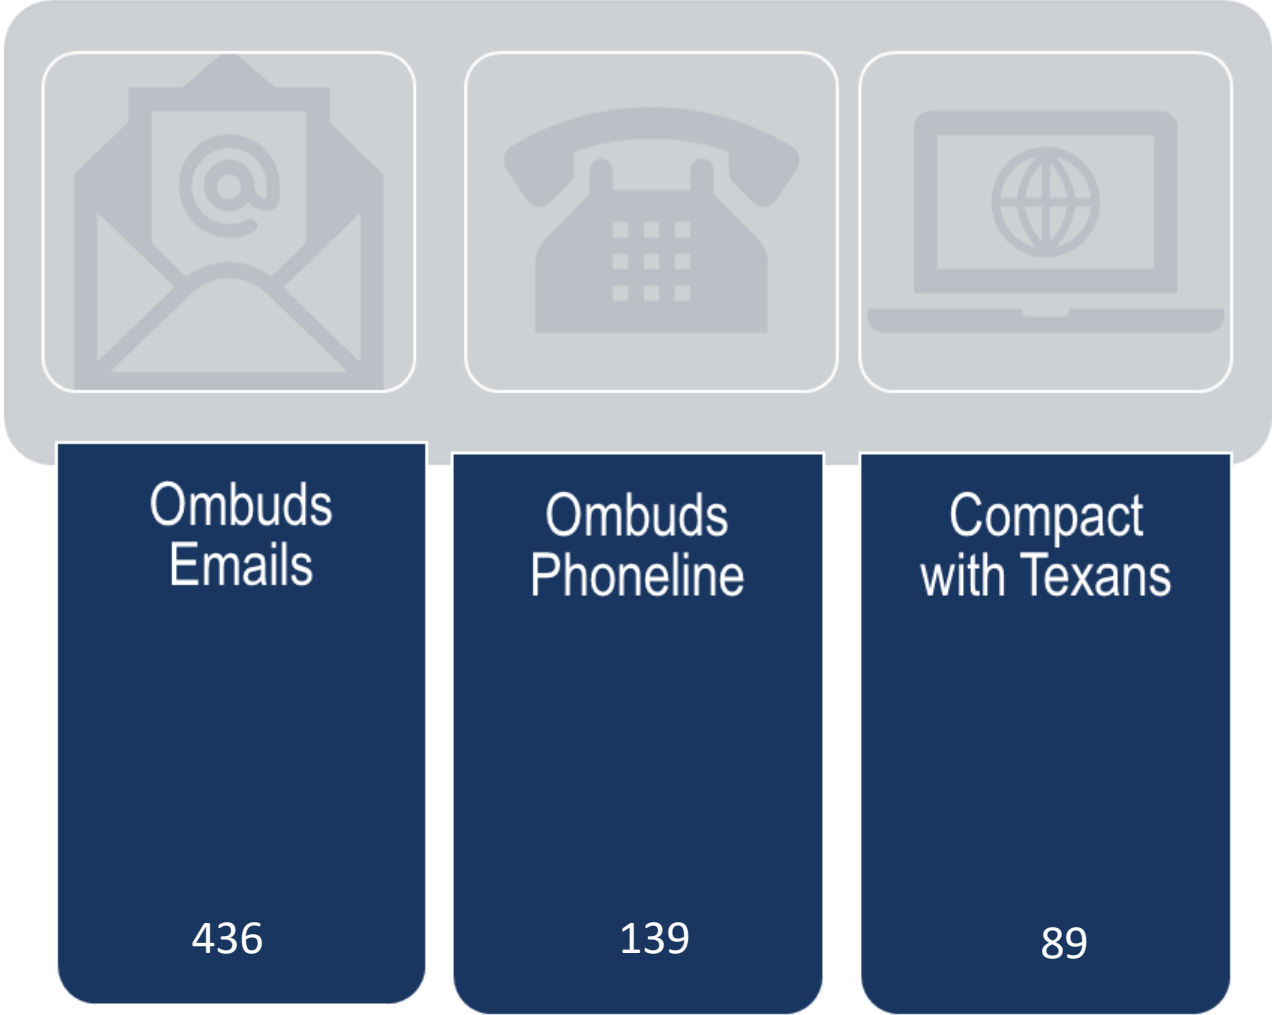 Ombuds
Emails
436
Ombuds
Phoneline
139
Compact
with Texans
89